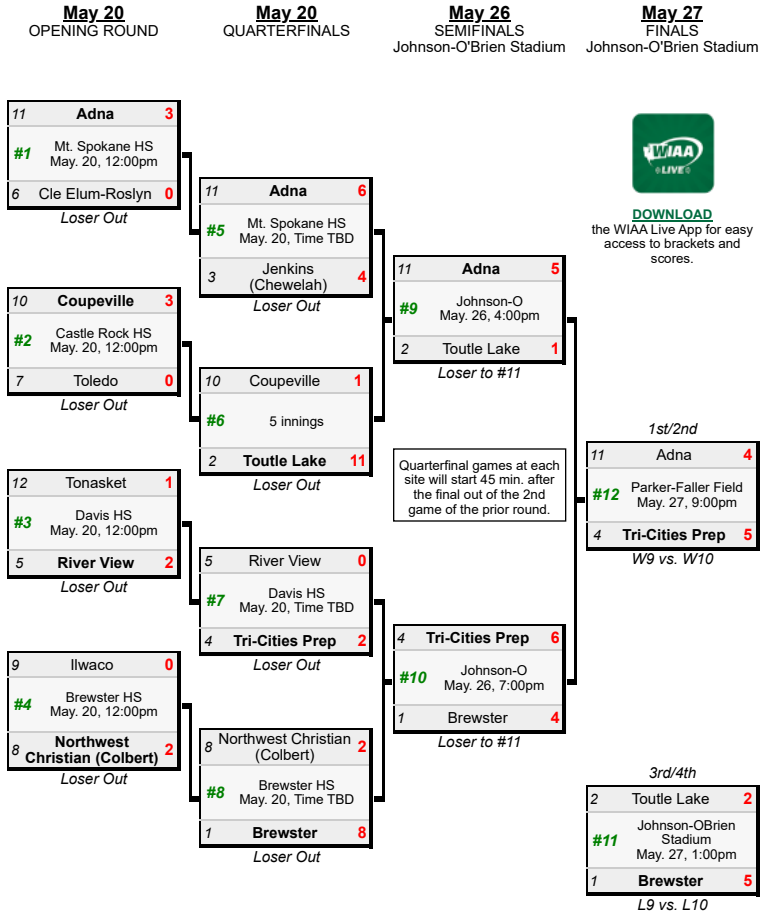 May 20
OPENING ROUND
May 20
QUARTERFINALS
May 26
SEMIFINALS
Johnson-O'Brien Stadium
May 27
FINALS
Johnson-O'Brien Stadium
11 Adna 3
#1 Mt. Spokane HS
May. 20, 12:00pm
6 Cle Elum-Roslyn 0
Loser Out
10 Coupeville 3
#2 Castle Rock HS
May. 20, 12:00pm
7 Toledo 0
Loser Out
12 Tonasket 1
#3 Davis HS
May. 20, 12:00pm
5 River View 2
Loser Out
9 Ilwaco 0
#4 Brewster HS
May. 20, 12:00pm
8 Northwest
Christian (Colbert) 2
Loser Out
11 Adna 6
#5 Mt. Spokane HS
May. 20, Time TBD
3 Jenkins
(Chewelah) 4
Loser Out
10 Coupeville 1
#6 5 innings
2 Toutle Lake 11
Loser Out
5 River View 0
#7 Davis HS
May. 20, Time TBD
4 Tri-Cities Prep 2
Loser Out
8 Northwest Christian
(Colbert) 2
#8 Brewster HS
May. 20, Time TBD
1 Brewster 8
Loser Out
11 Adna 5
#9 Johnson-O
May. 26, 4:00pm
2 Toutle Lake 1
Loser to #11
Quarterfinal games at each
site will start 45 min. after
the final out of the 2nd
game of the prior round.
4 Tri-Cities Prep 6
#10 Johnson-O
May. 26, 7:00pm
1 Brewster 4
Loser to #11
WIAA
LIVE
DOWNLOAD
the WIAA Live App for easy
access to brackets and
scores.
1st/2nd
11 Adna 4
#12 Parker-Faller Field
May. 27, 9:00pm
4 Tri-Cities Prep 5
W9 vs. W10
3rd/4th
2 Toutle Lake 2
#11 Johnson-OBrien
Stadium
May. 27, 1:00pm
1 Brewster 5
L9 vs. L10